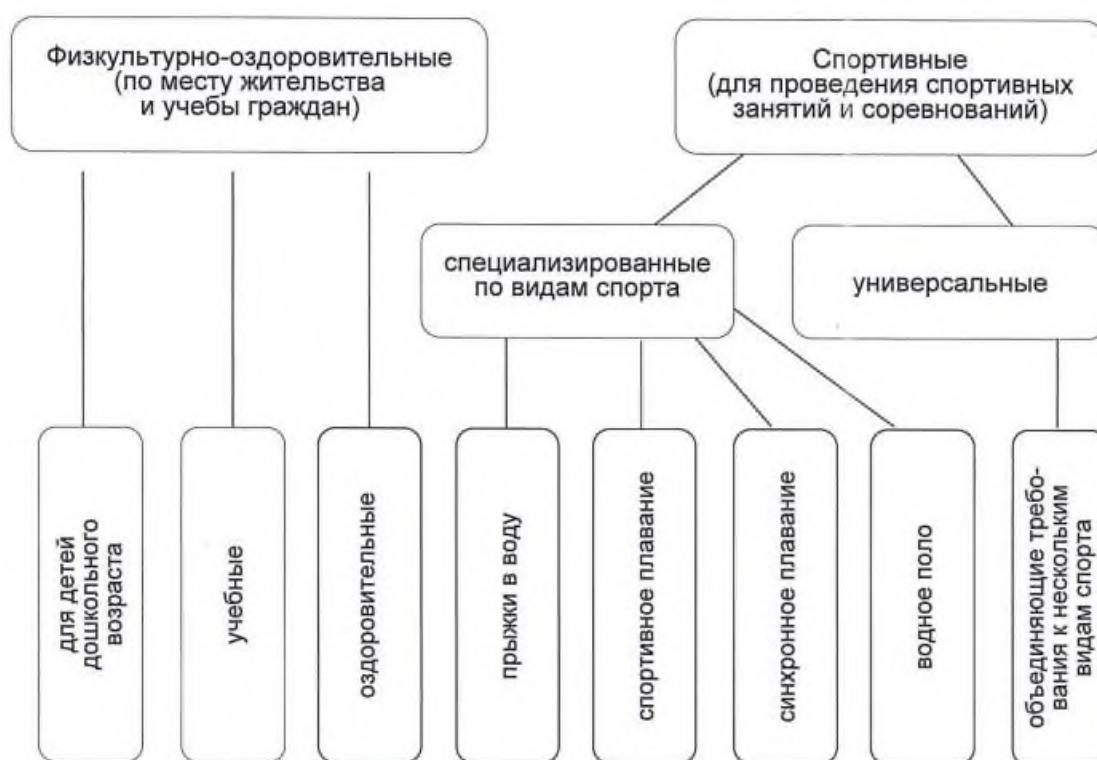 Физкультурно-оздоровительные
(по месту жительства
и учебы граждан)
Спортивные
(для проведения спортивных
занятий и соревнований)
специализированные
по видам спорта
универсальные
для детей
дошкольного
возраста
учебные
оздоровительные
прыжки в воду
спортивное плавание
синхронное плавание
водное поло
объединяющие требо-
вания к нескольким
видам спорта